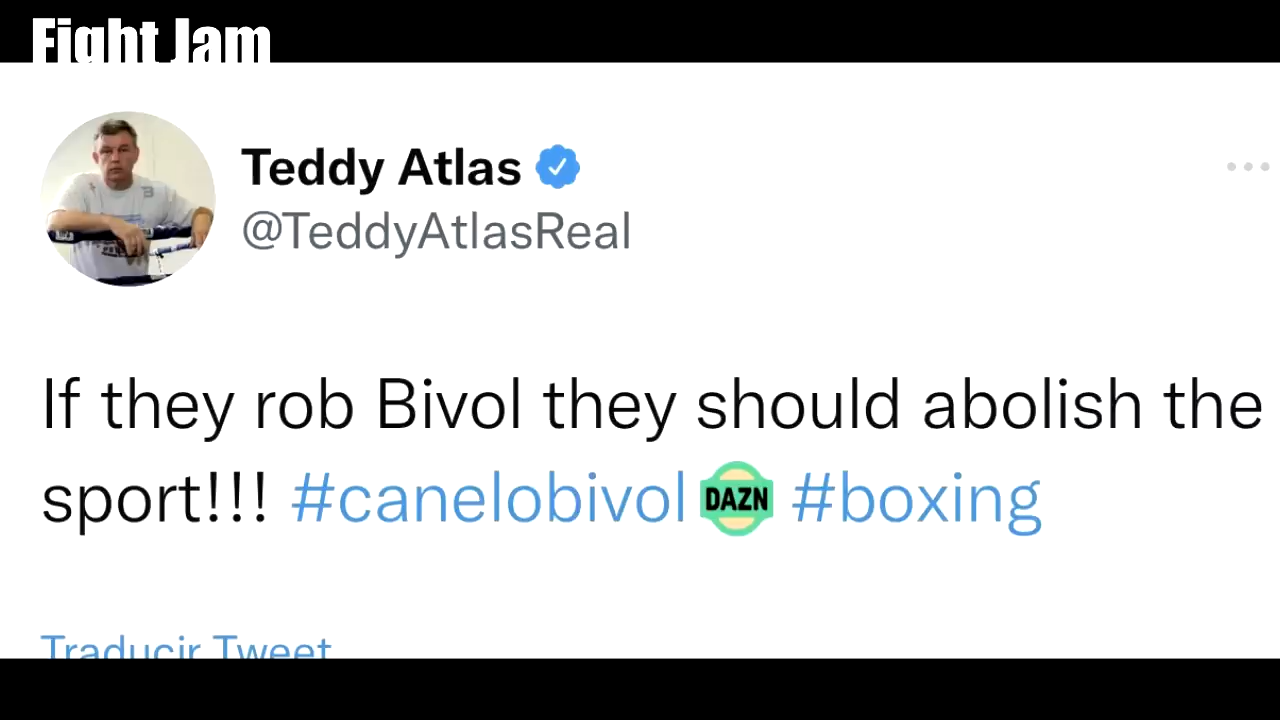 Fight Jam
Teddy Atlas
@TeddyAtlasReal
If they rob Bivol they should abolish the
sport!!! #canelobivol DAZN #boxing
Traducir Tweet